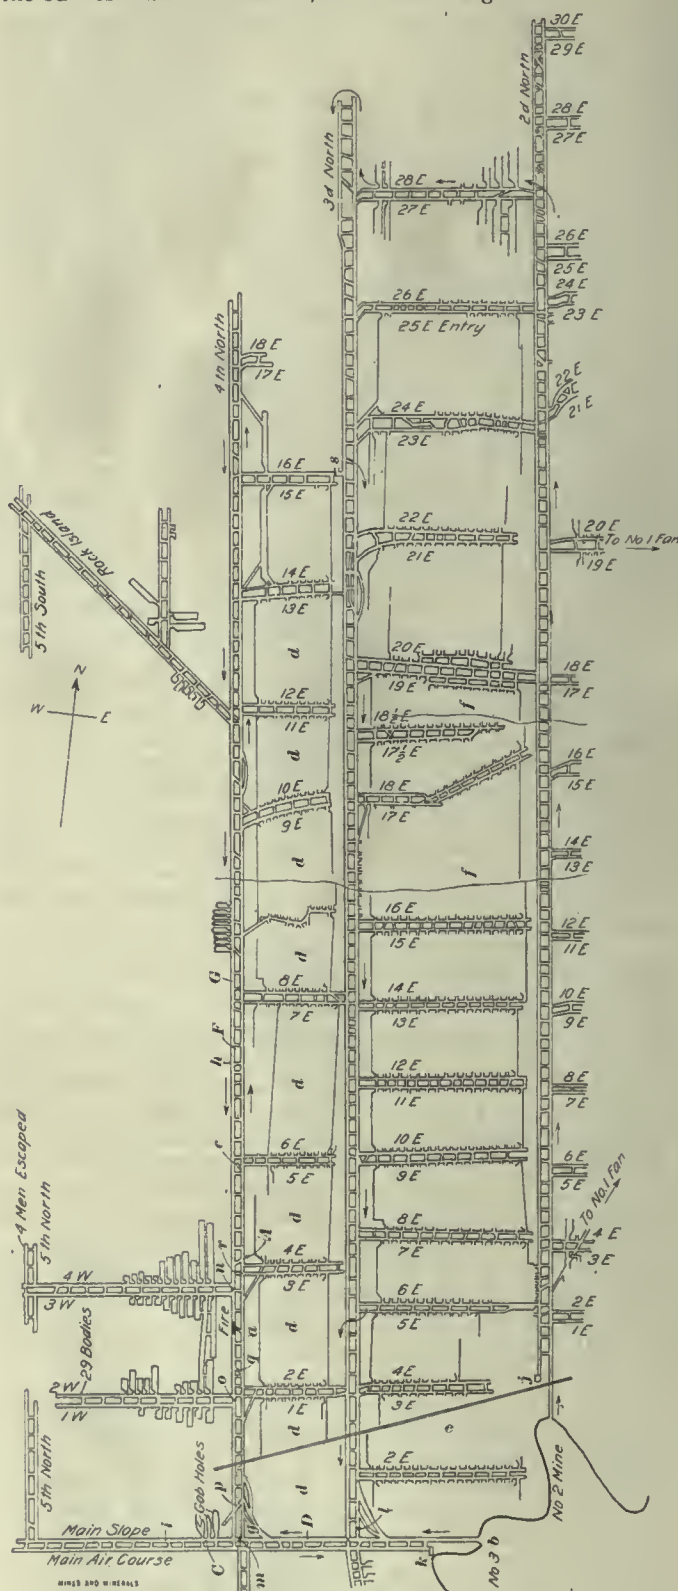 30 E
29 E
2d North
28 E
27 E
3d North
28 E
27 E
26 E
25 E
24 E
23 E
26 E
25 E Entry
4th North
18 E
17 E
22 E
21 E
24 E
23 E
16 E
15 E
s
Rock Island
5th South
22 E
21 E
20 E
To No 1 Fan
19 E
14 E
13 E
d
N
W
E
20 E
19 E
18 E
17 E
12 E
11 E
18½ E
17½ E
f
d
16 E
15 E
10 E
9 E
18 E
17 E
14 E
13 E
d
f
16 E
15 E
12 E
11 E
d
G
8 E
7 E
14 E
13 E
10 E
9 E
F
h
d
12 E
11 E
8 E
7 E
4 Men Escaped
5th North
c
6 E
5 E
10 E
9 E
6 E
5 E
To No 1 Fan
4 W
3 W
r
n
A
4 E
3 E
d
8 E
7 E
4 E
3 E
Fire
a
d
6 E
5 E
2 E
1 E
29 Bodies
2 W
1 W
o
q
2 E
1 E
4 E
3 E
j
5th North
d
e
Gob Holes
p
d
2 E
No 2 Mine
Main Slope
Main Air Course
i
C
g
m
D
l
k
No 3
b